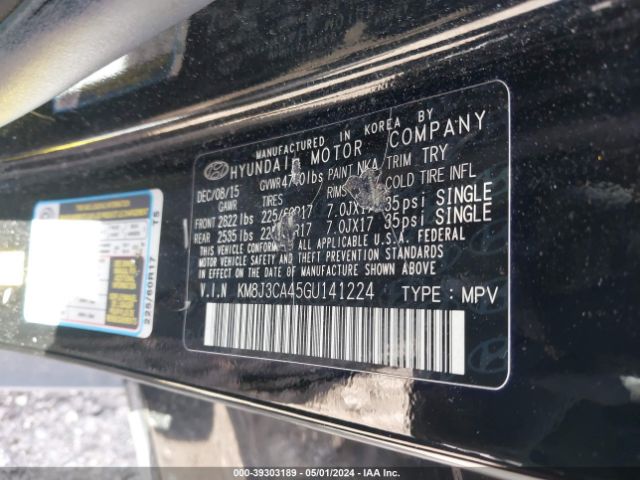 MANUFACTURED IN KOREA BY
HYUNDAI MOTOR COMPANY
DEC/08/15 PAINT NKA TRIM TRY
GAWR TIRES RIMS COLD TIRE INFL
FRONT 2822 lbs 7.0JX17 35psi SINGLE
REAR 2535 lbs 7.0JX17 35psi SINGLE
THIS VEHICLE CONFORMS ALL APPLICABLE U.S.A. FEDERAL
MOTOR VEHICLE SAFETY AND THEFT PREVENTION STANDARDS
IN EFFECT ON THE DATE OF MANUFACTURE SHOWN ABOVE.
V.I.N KM8J3CA45GU141224 TYPE : MPV
225/60R17 T5
000-39303189 - 05/01/2024 - IAA Inc.